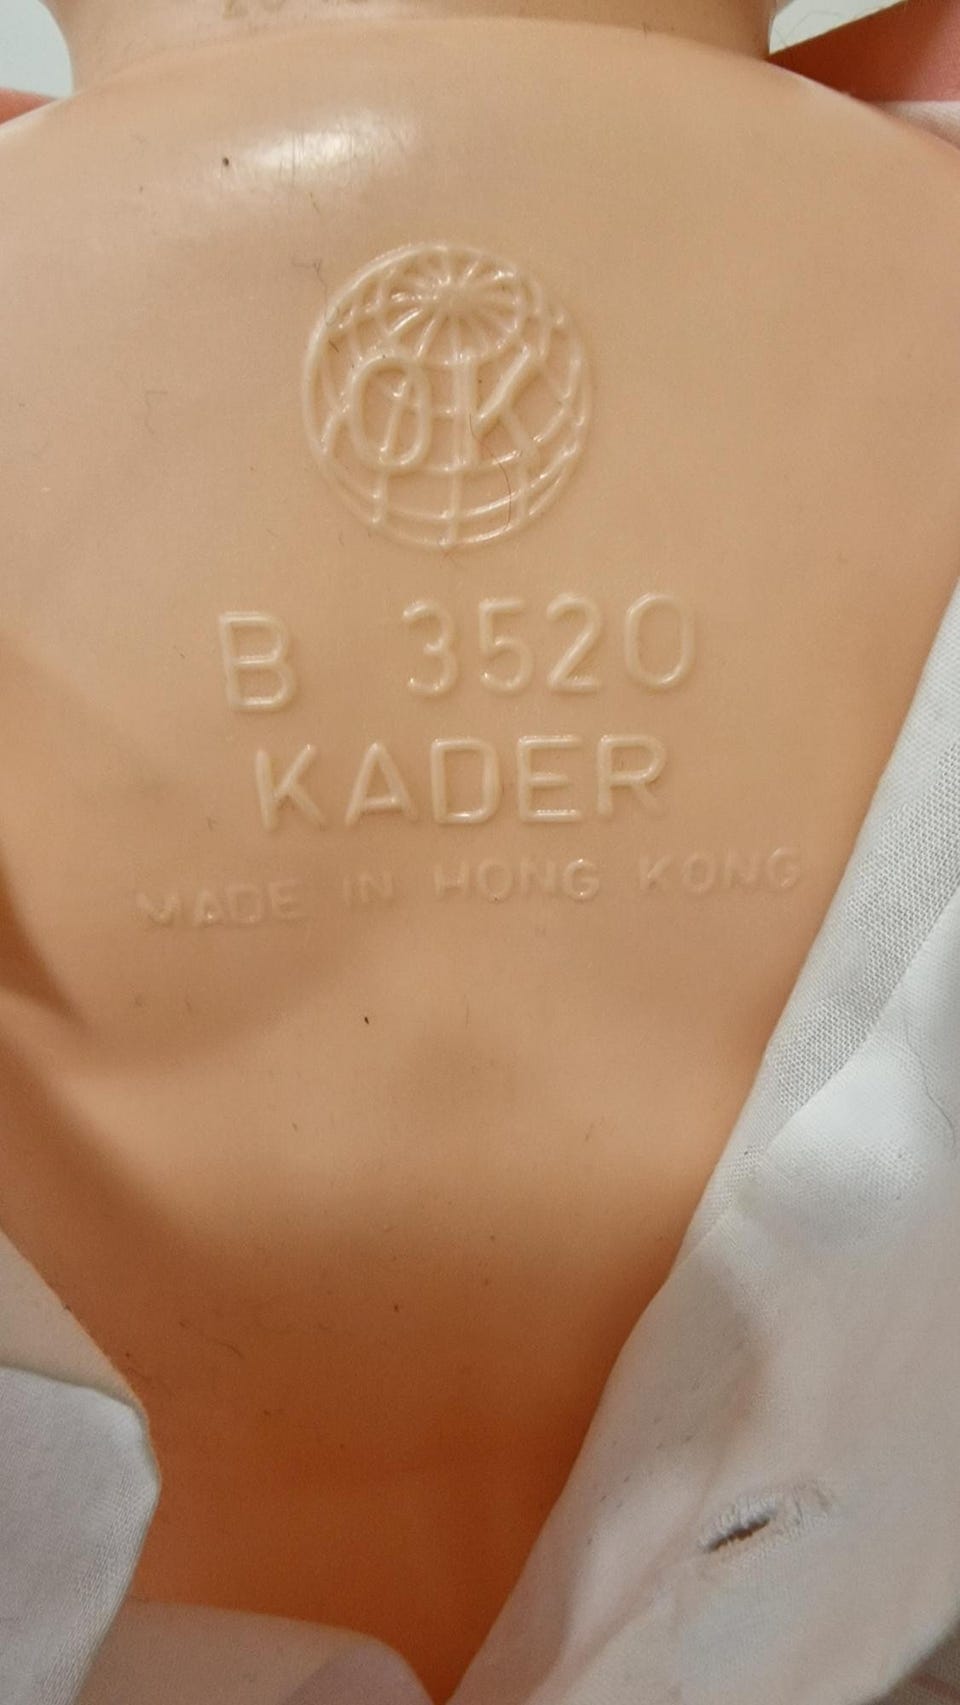 OK
B 3520
KADER
MADE IN HONG KONG